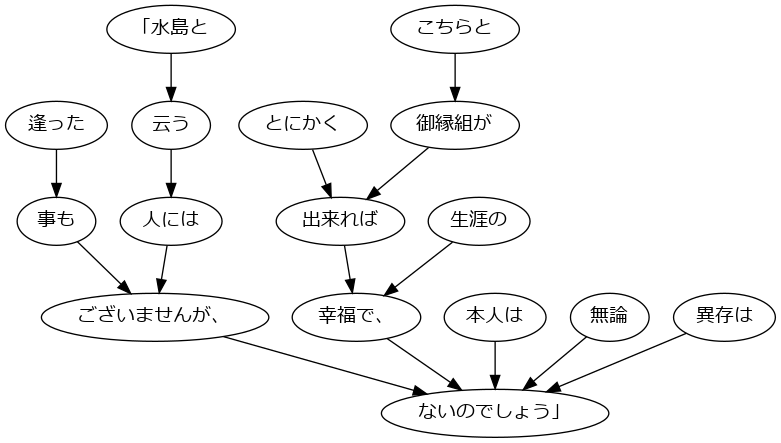 「水島と
こちらと
逢った
云う
とにかく
御縁組が
事も
人には
出来れば
生涯の
ございませんが、
幸福で、
本人は
無論
異存は
ないのでしょう」